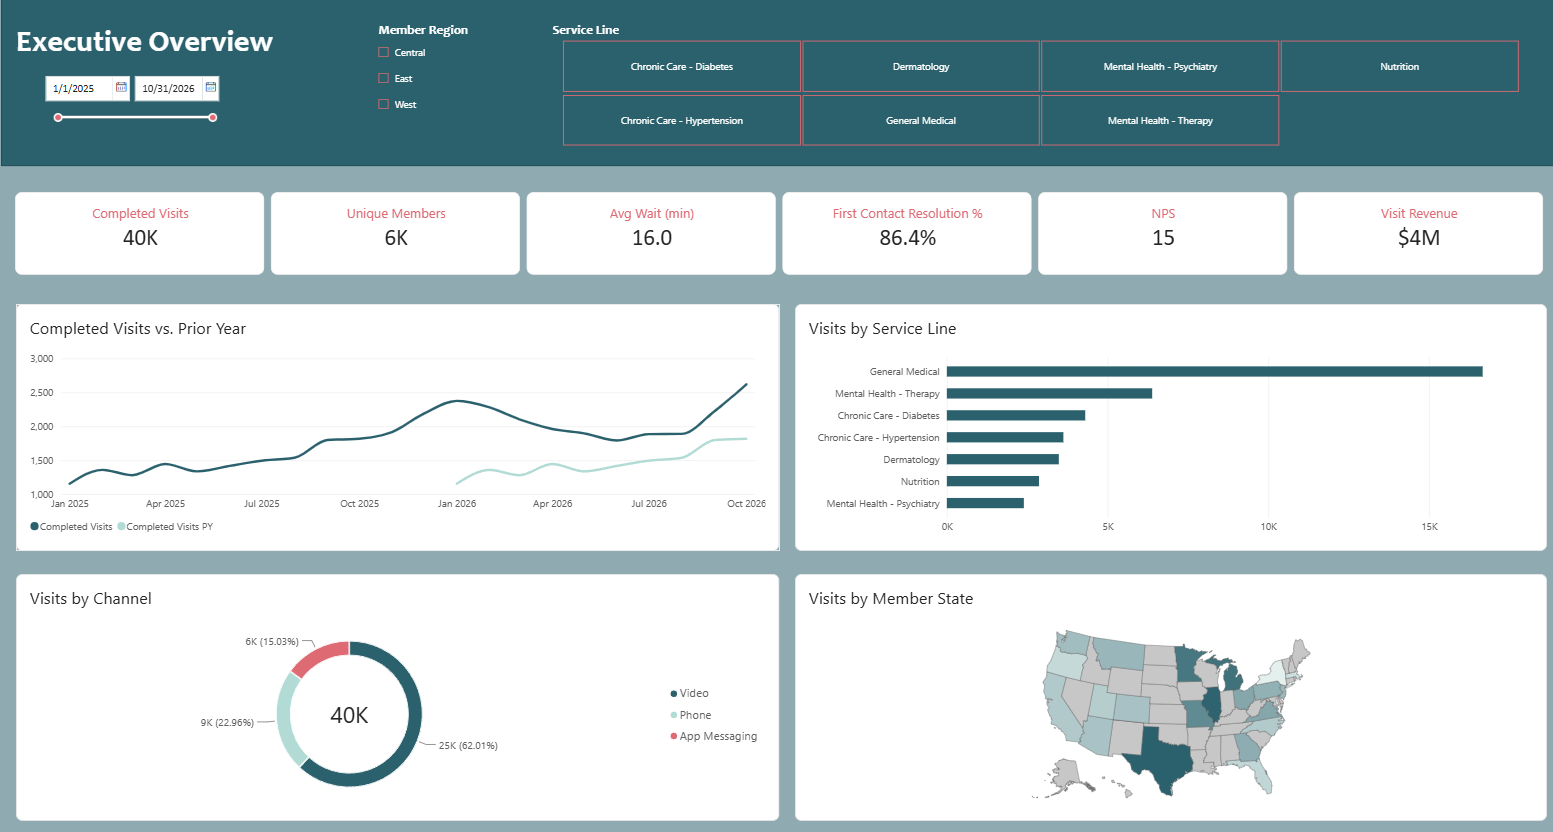 Executive Overview
1/1/2025
10/31/2026
Member Region
Central
East
West
Service Line
Chronic Care - Diabetes
Dermatology
Mental Health - Psychiatry
Nutrition
Chronic Care - Hypertension
General Medical
Mental Health - Therapy
Completed Visits
40K
Unique Members
6K
Avg Wait (min)
16.0
First Contact Resolution %
86.4%
NPS
15
Visit Revenue
$4M
Completed Visits vs. Prior Year
3,000
2,500
2,000
1,500
1,000
Jan 2025
Apr 2025
Jul 2025
Oct 2025
Jan 2026
Apr 2026
Jul 2026
Oct 2026
Completed Visits
Completed Visits PY
Visits by Service Line
General Medical
Mental Health - Therapy
Chronic Care - Diabetes
Chronic Care - Hypertension
Dermatology
Nutrition
Mental Health - Psychiatry
0K
5K
10K
15K
Visits by Channel
6K (15.03%)
9K (22.96%)
40K
25K (62.01%)
Video
Phone
App Messaging
Visits by Member State